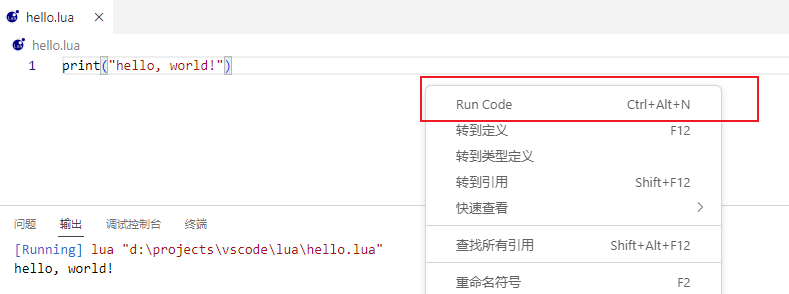 hello.lua
hello.lua
1 print("hello, world!")
Run Code Ctrl+Alt+N
转到定义 F12
转到类型定义
转到引用 Shift+F12
快速查看
查找所有引用 Shift+Alt+F12
重命名符号 F2
问题 输出 调试控制台 终端
[Running] lua "d:\projects\vscode\lua\hello.lua"
hello, world!